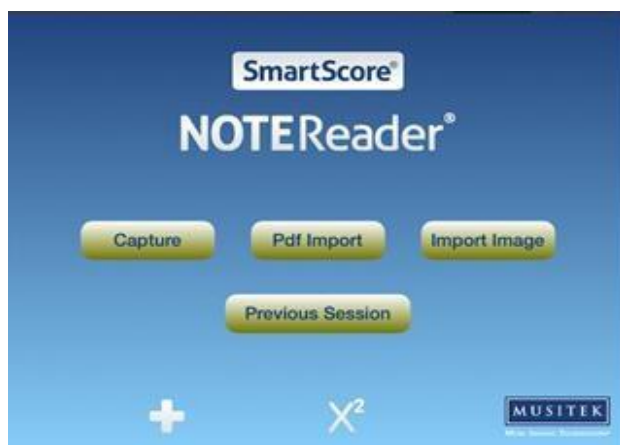 SmartScore®
NOTEReader®
Capture Pdf Import Import Image
Previous Session
X²
MUSITEK